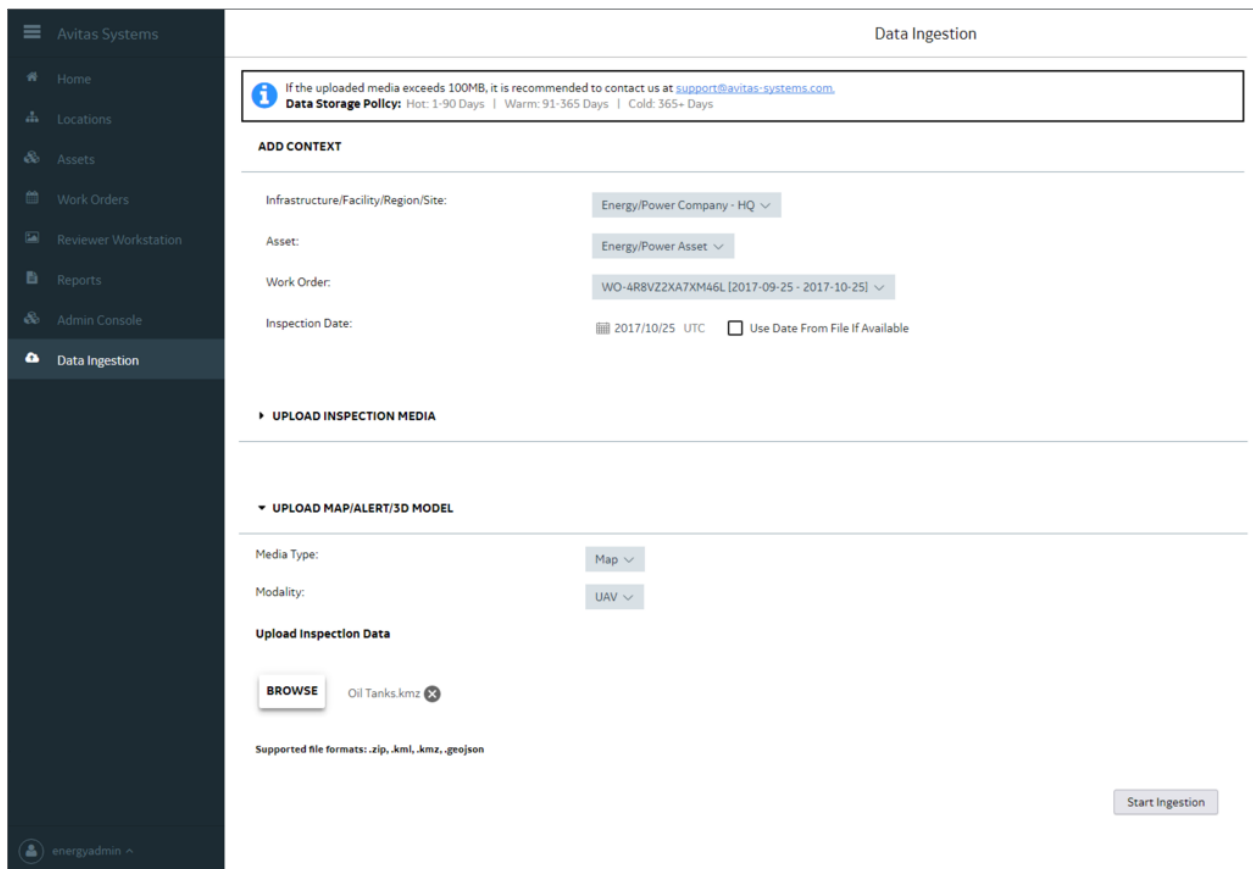 Avitas Systems
Data Ingestion
Home
Locations
Assets
Work Orders
Reviewer Workstation
Reports
Admin Console
Data Ingestion
energyadmin
If the uploaded media exceeds 100MB, it is recommended to contact us at support@avitas-systems.com.
Data Storage Policy: Hot: 1-90 Days | Warm: 91-365 Days | Cold: 365+ Days
ADD CONTEXT
Infrastructure/Facility/Region/Site: Energy/Power Company - HQ
Asset: Energy/Power Asset
Work Order: WO-4R8VZ2XA7XM46L [2017-09-25 - 2017-10-25]
Inspection Date: 2017/10/25 UTC Use Date From File If Available
UPLOAD INSPECTION MEDIA
UPLOAD MAP/ALERT/3D MODEL
Media Type: Map
Modality: UAV
Upload Inspection Data
BROWSE Oil Tanks.kmz
Supported file formats: .zip, .kml, .kmz, .geojson
Start Ingestion